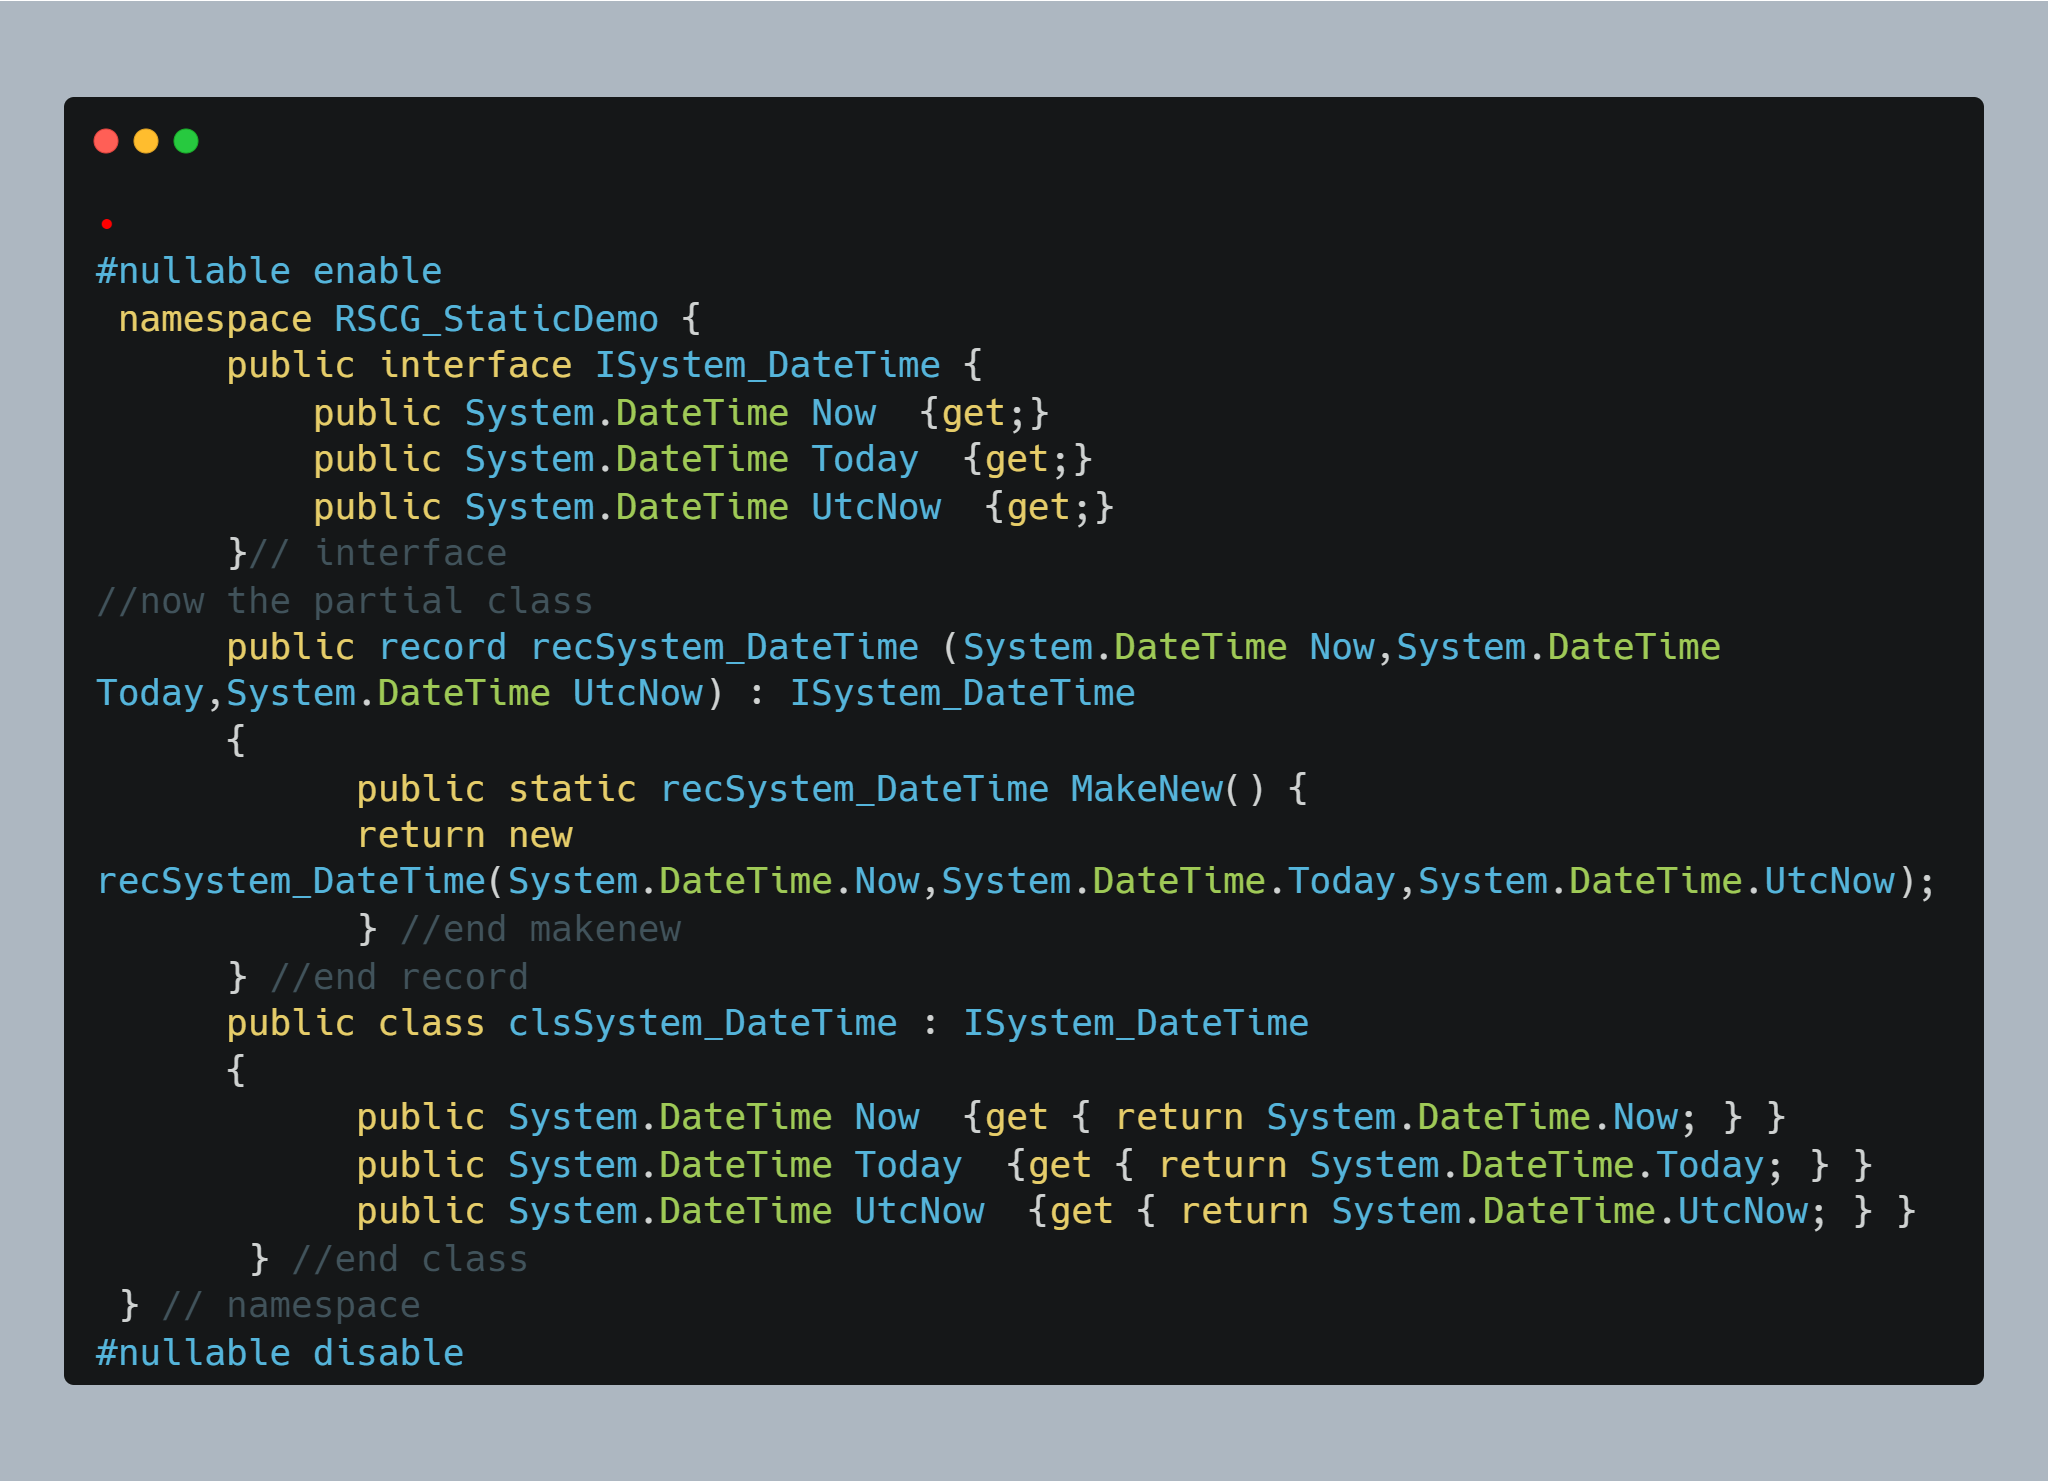 #nullable enable
 namespace RSCG_StaticDemo {
      public interface ISystem_DateTime {
          public System.DateTime Now  {get;}
          public System.DateTime Today  {get;}
          public System.DateTime UtcNow  {get;}
      }// interface
//now the partial class
      public record recSystem_DateTime (System.DateTime Now,System.DateTime
Today,System.DateTime UtcNow) : ISystem_DateTime
      {
            public static recSystem_DateTime MakeNew() {
            return new
recSystem_DateTime(System.DateTime.Now,System.DateTime.Today,System.DateTime.UtcNow);
            } //end makenew
      } //end record
      public class clsSystem_DateTime : ISystem_DateTime
      {
            public System.DateTime Now  {get { return System.DateTime.Now; } }
            public System.DateTime Today  {get { return System.DateTime.Today; } }
            public System.DateTime UtcNow  {get { return System.DateTime.UtcNow; } }
       } //end class
 } // namespace
#nullable disable